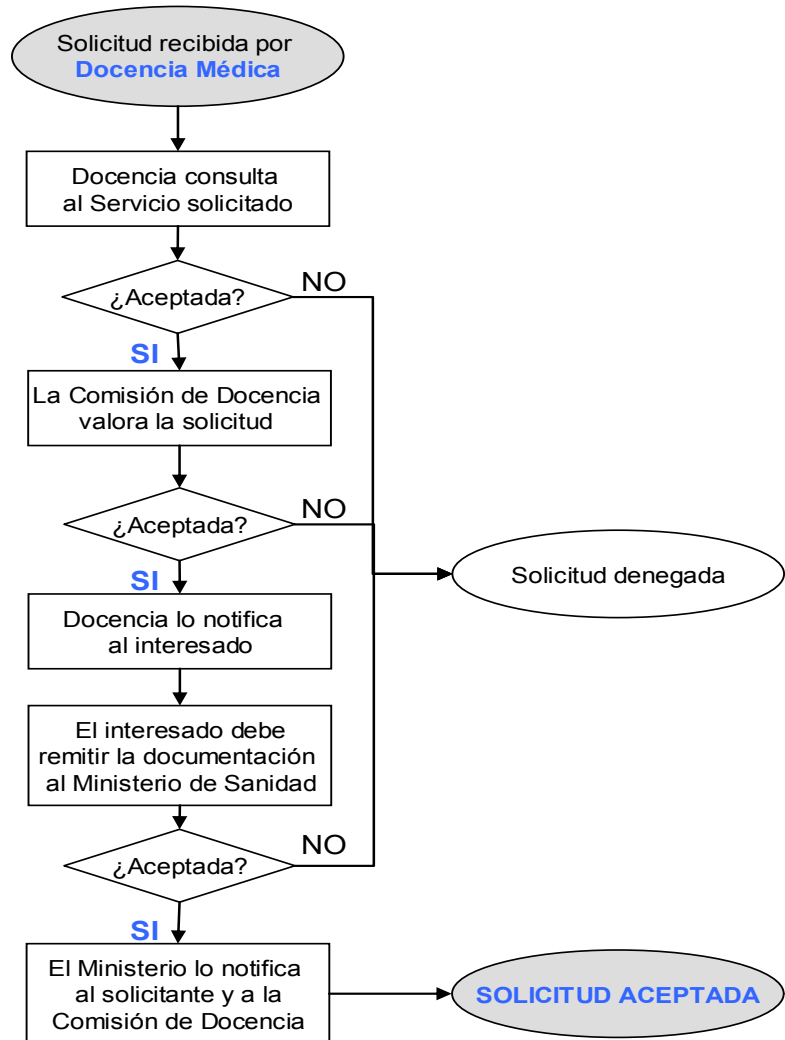 Solicitud recibida por
Docencia Médica
Docencia consulta
al Servicio solicitado
¿Aceptada?
NO
SI
La Comisión de Docencia
valora la solicitud
¿Aceptada?
NO
SI
Solicitud denegada
Docencia lo notifica
al interesado
El interesado debe
remitir la documentación
al Ministerio de Sanidad
¿Aceptada?
NO
SI
El Ministerio lo notifica
al solicitante y a la
Comisión de Docencia
SOLICITUD ACEPTADA